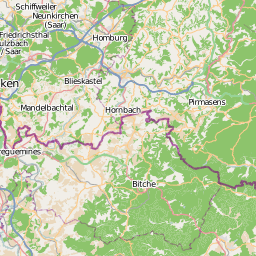 Schiffweiler
Neunkirchen
(Saar)
Friedrichsthal
Sulzbach /
Saar
Homburg
Blieskastel
Mandelbachtal
Hornbach
Pirmasens
Bitche